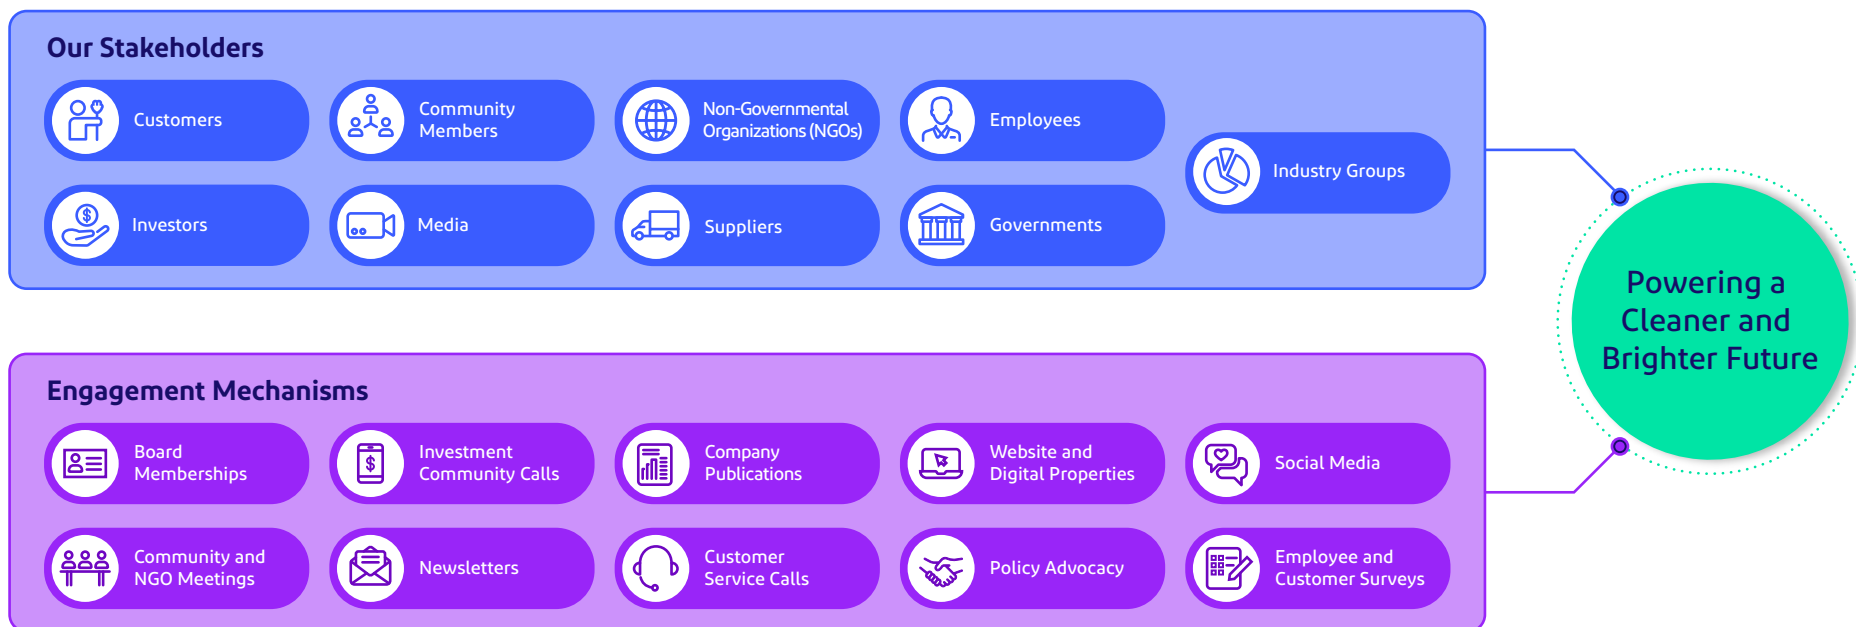 Our Stakeholders
Customers
Community
Members
Non-Governmental
Organizations (NGOs)
Employees
Industry Groups
Investors
$
Media
Suppliers
Governments
Powering a
Cleaner and
Brighter Future
Engagement Mechanisms
Board
Memberships
$
Investment
Community Calls
Company
Publications
Website and
Digital Properties
Social Media
Community and
NGO Meetings
Newsletters
Customer
Service Calls
Policy Advocacy
Employee and
Customer Surveys